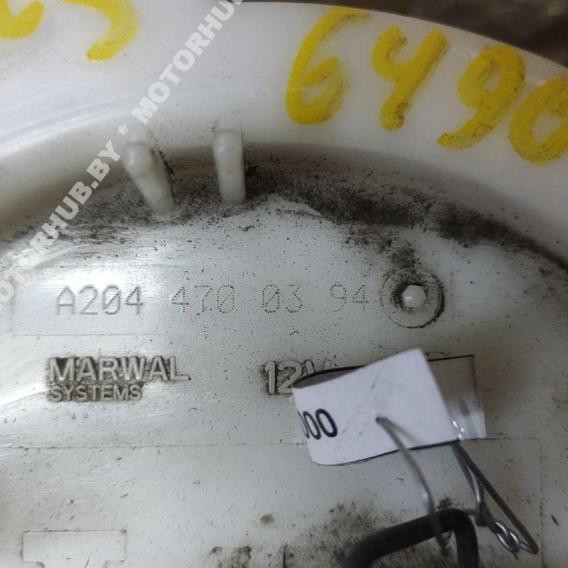 6490
MOTORHUB.BY * MOTORHUB
A204 470 03 94
MARWAL
SYSTEMS
12V
000